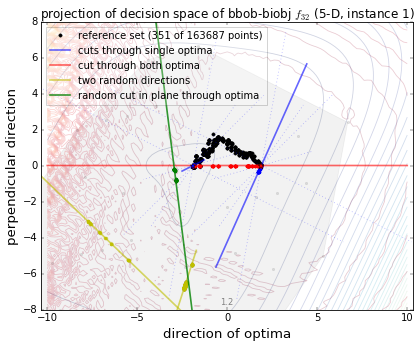 projection of decision space of bbob-biobj f32 (5-D, instance 1)
reference set (351 of 163687 points)
cuts through single optima
cut through both optima
two random directions
random cut in plane through optima
perpendicular direction
8
6
4
2
0
−2
−4
−6
−8
1.2
−10
−5
0
5
10
direction of optima